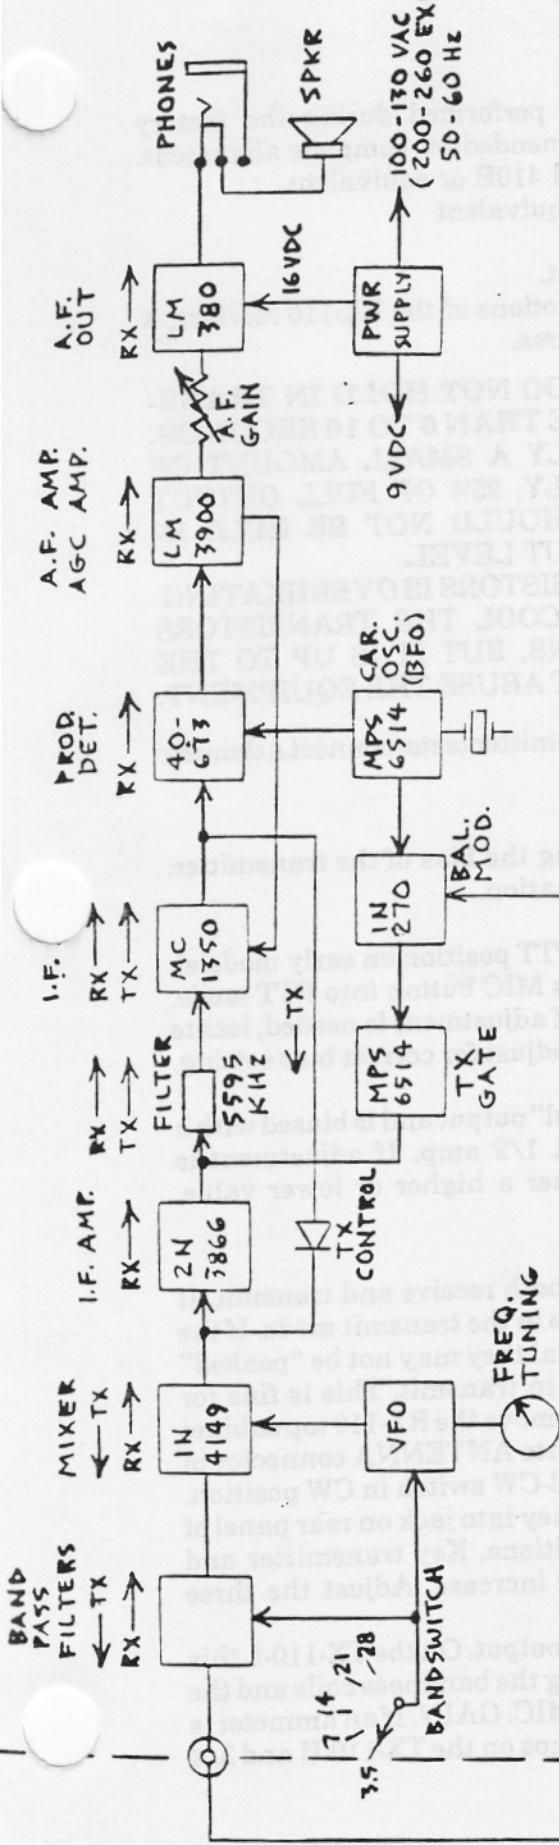 BAND
PASS
FILTERS
← TX
RX →
MIXER
← TX
RX →
I.F. AMP.
RX →
RX →
TX →
I.F.
RX →
TX →
PROD.
DET.
RX →
A.F. AMP.
AGC AMP.
RX →
A.F.
OUT
RX →
PHONES
1N
4149
2N
3866
FILTER
5595
KHz
MC
1350
40-
673
LM
3900
A.F.
GAIN
LM
380
SPKR
← TX
TX
CONTROL
16VDC
3.5
7
14
21
28
BANDSWITCH
VFO
FREQ.
TUNING
MPS
6514
TX
GATE
1N
270
BAL.
MOD.
MPS
6514
CAR.
OSC.
(BFO)
9VDC
PWR
SUPPLY
100-130 VAC
(200-260 EX
50-60 Hz